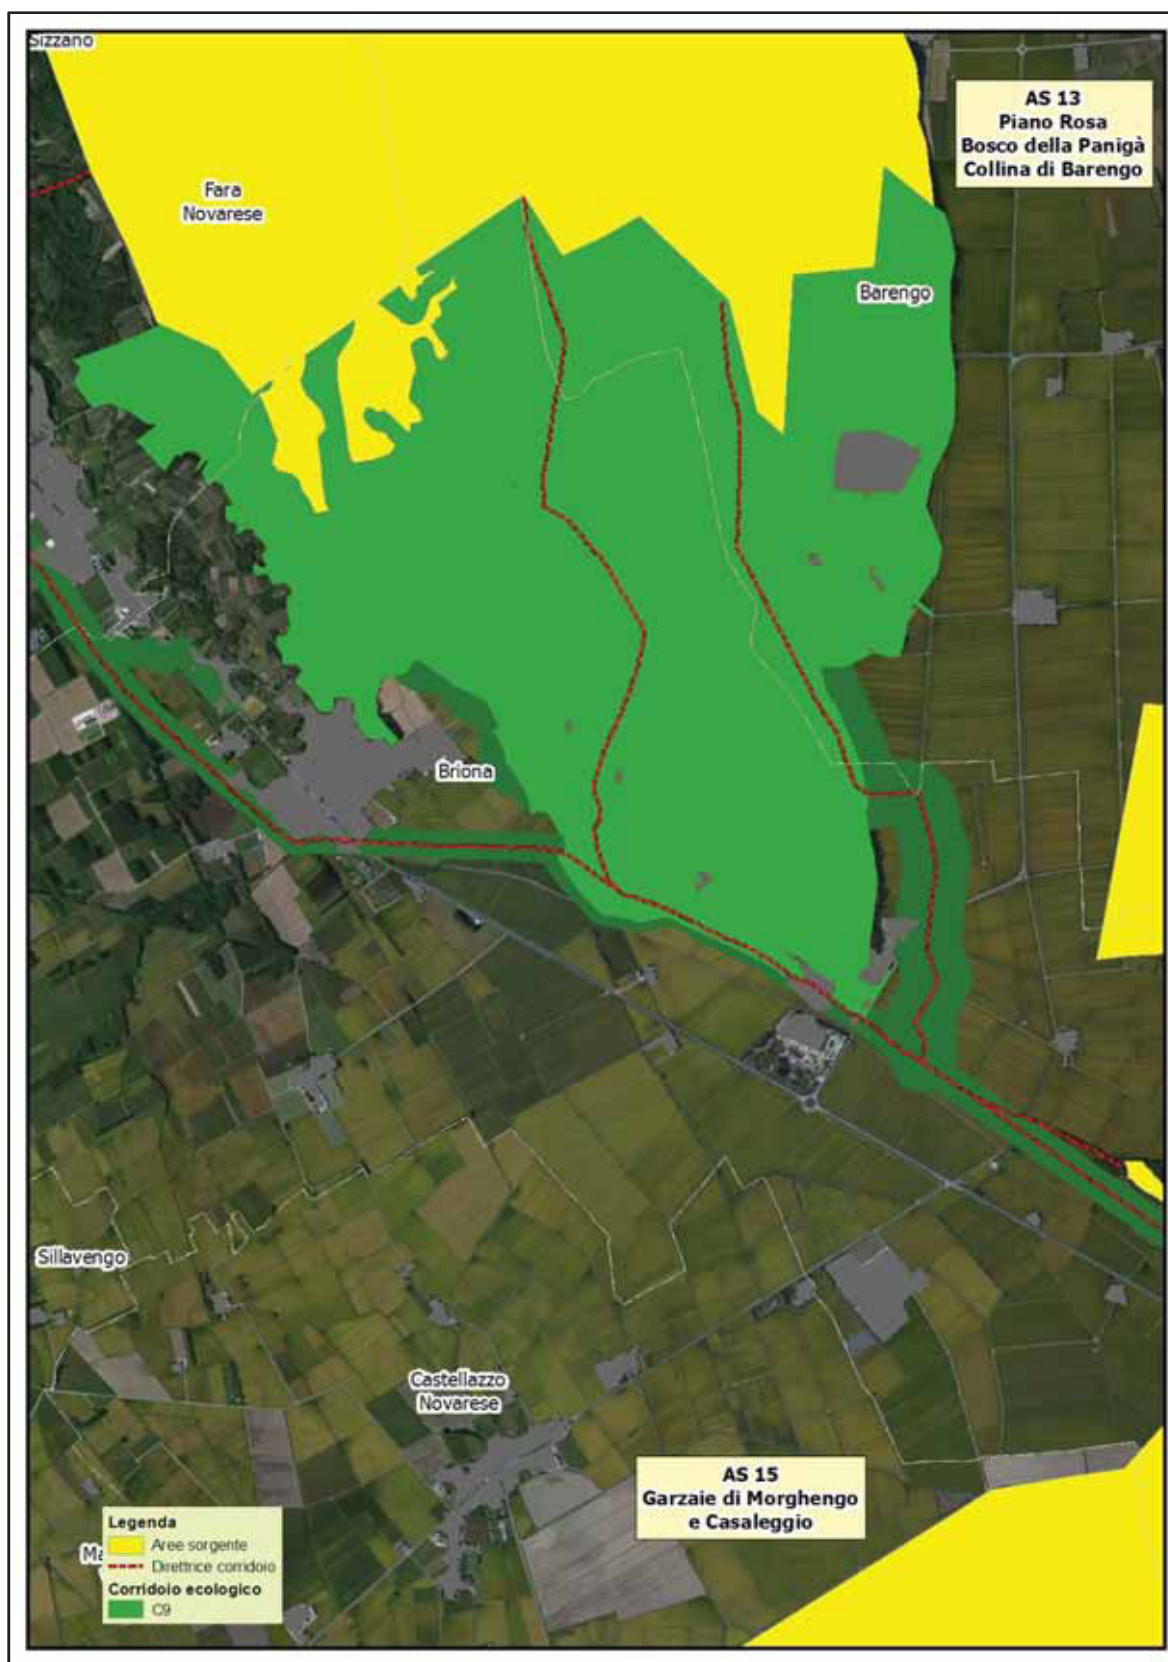 Sizzano
AS 13
Piano Rosa
Bosco della Panigà
Collina di Barengo
Fara
Novarese
Barengo
Briona
Sillavengo
Castellazzo
Novarese
AS 15
Garzaie di Morghengo
e Casaleggio
Legenda
Aree sorgente
Ma
Direttrice corridoio
Corridoio ecologico
C9